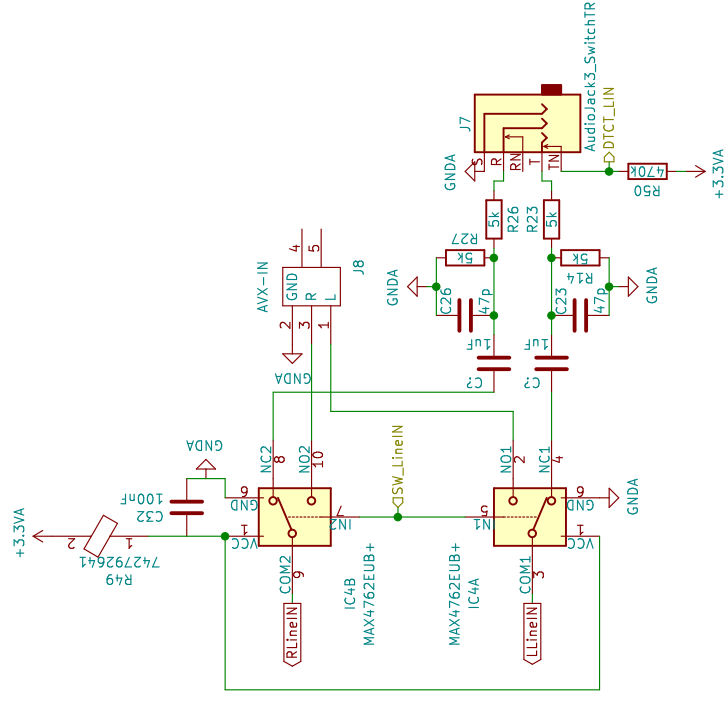 AudioJack3_SwitchTR
J7
S
R
RN
T
TN
DTCT_LIN
GNDA
470k
R50
+3.3VA
5k
R26
R23
5k
R27
5k
5k
R14
GNDA
C26
47p
C23
47p
GNDA
1uF
C?
1uF
C?
4
5
AVX-IN
GND
R
L
J8
2
3
1
GNDA
GNDA
100nF
C32
+3.3VA
2
1
742792641
R49
NC2
8
NO2
10
6
GND
7
IN2
1
VCC
COM2
9
RLineIN
IC4B
MAX4762EUB+
SW_LineIN
NO1
2
NC1
4
5
IN1
6
GND
GNDA
1
VCC
COM1
3
LLineIN
MAX4762EUB+
IC4A